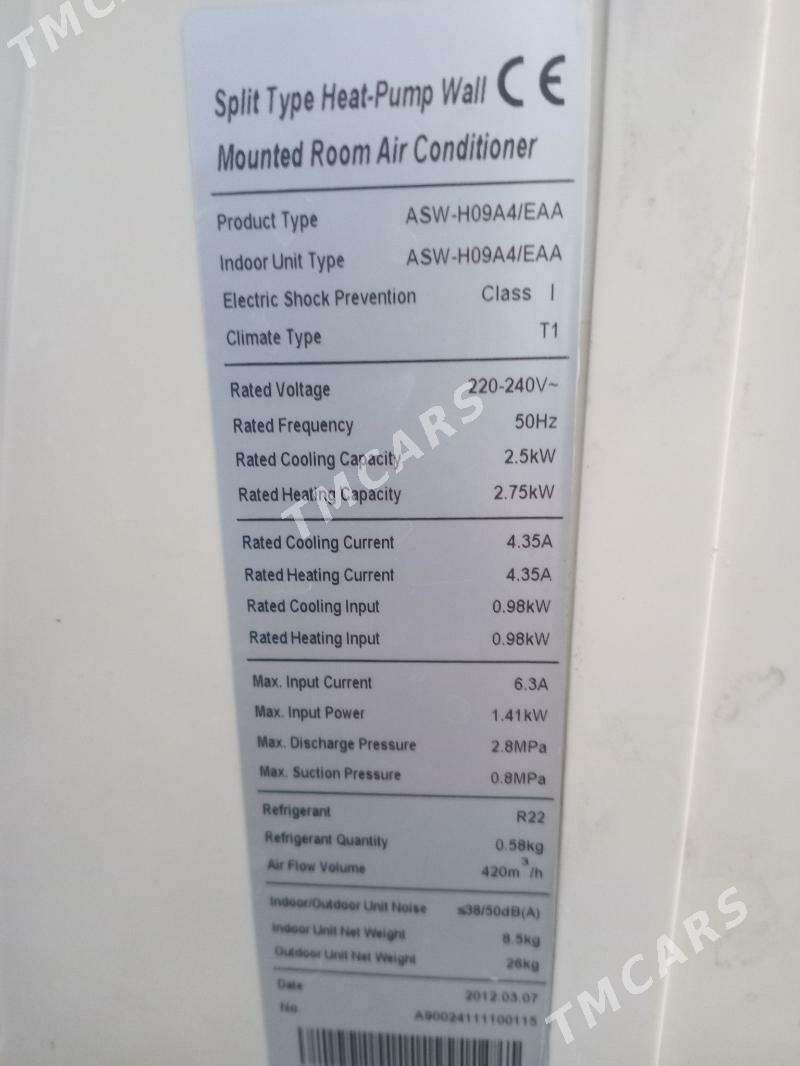 TMCARS
Split Type Heat-Pump Wall CE
Mounted Room Air Conditioner
Product Type ASW-H09A4/EAA
Indoor Unit Type ASW-H09A4/EAA
Electric Shock Prevention Class I
Climate Type T1
Rated Voltage 220-240V~
Rated Frequency 50Hz
Rated Cooling Capacity 2.5kW
Rated Heating Capacity 2.75kW
TMCARS
Rated Cooling Current 4.35A
Rated Heating Current 4.35A
Rated Cooling Input 0.98kW
Rated Heating Input 0.98kW
Max. Input Current 6.3A
Max. Input Power 1.41kW
Max. Discharge Pressure 2.8MPa
Max. Suction Pressure 0.8MPa
Refrigerant R22
Refrigerant Quantity 0.58kg
Air Flow Volume 420m³/h
Indoor/Outdoor Unit Noise ≤38/50dB(A)
Indoor Unit Net Weight 8.5kg
Outdoor Unit Net Weight 26kg
Date 2012.03.07
No. A90024111100115
TMCARS